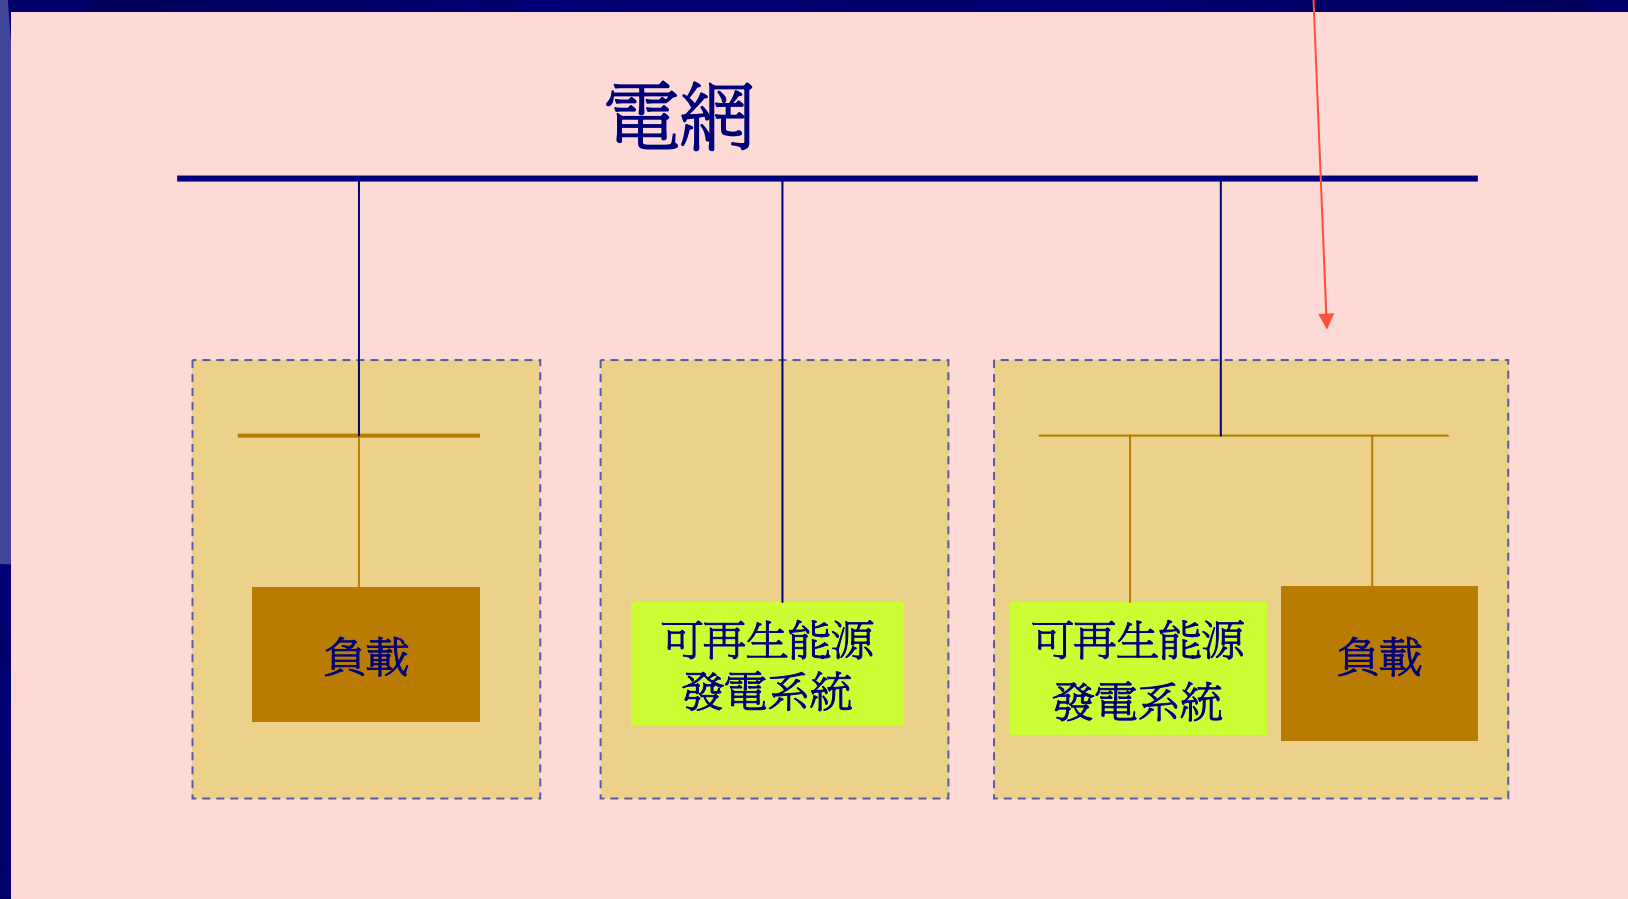 電網
負載
可再生能源
發電系統
可再生能源
發電系統
負載